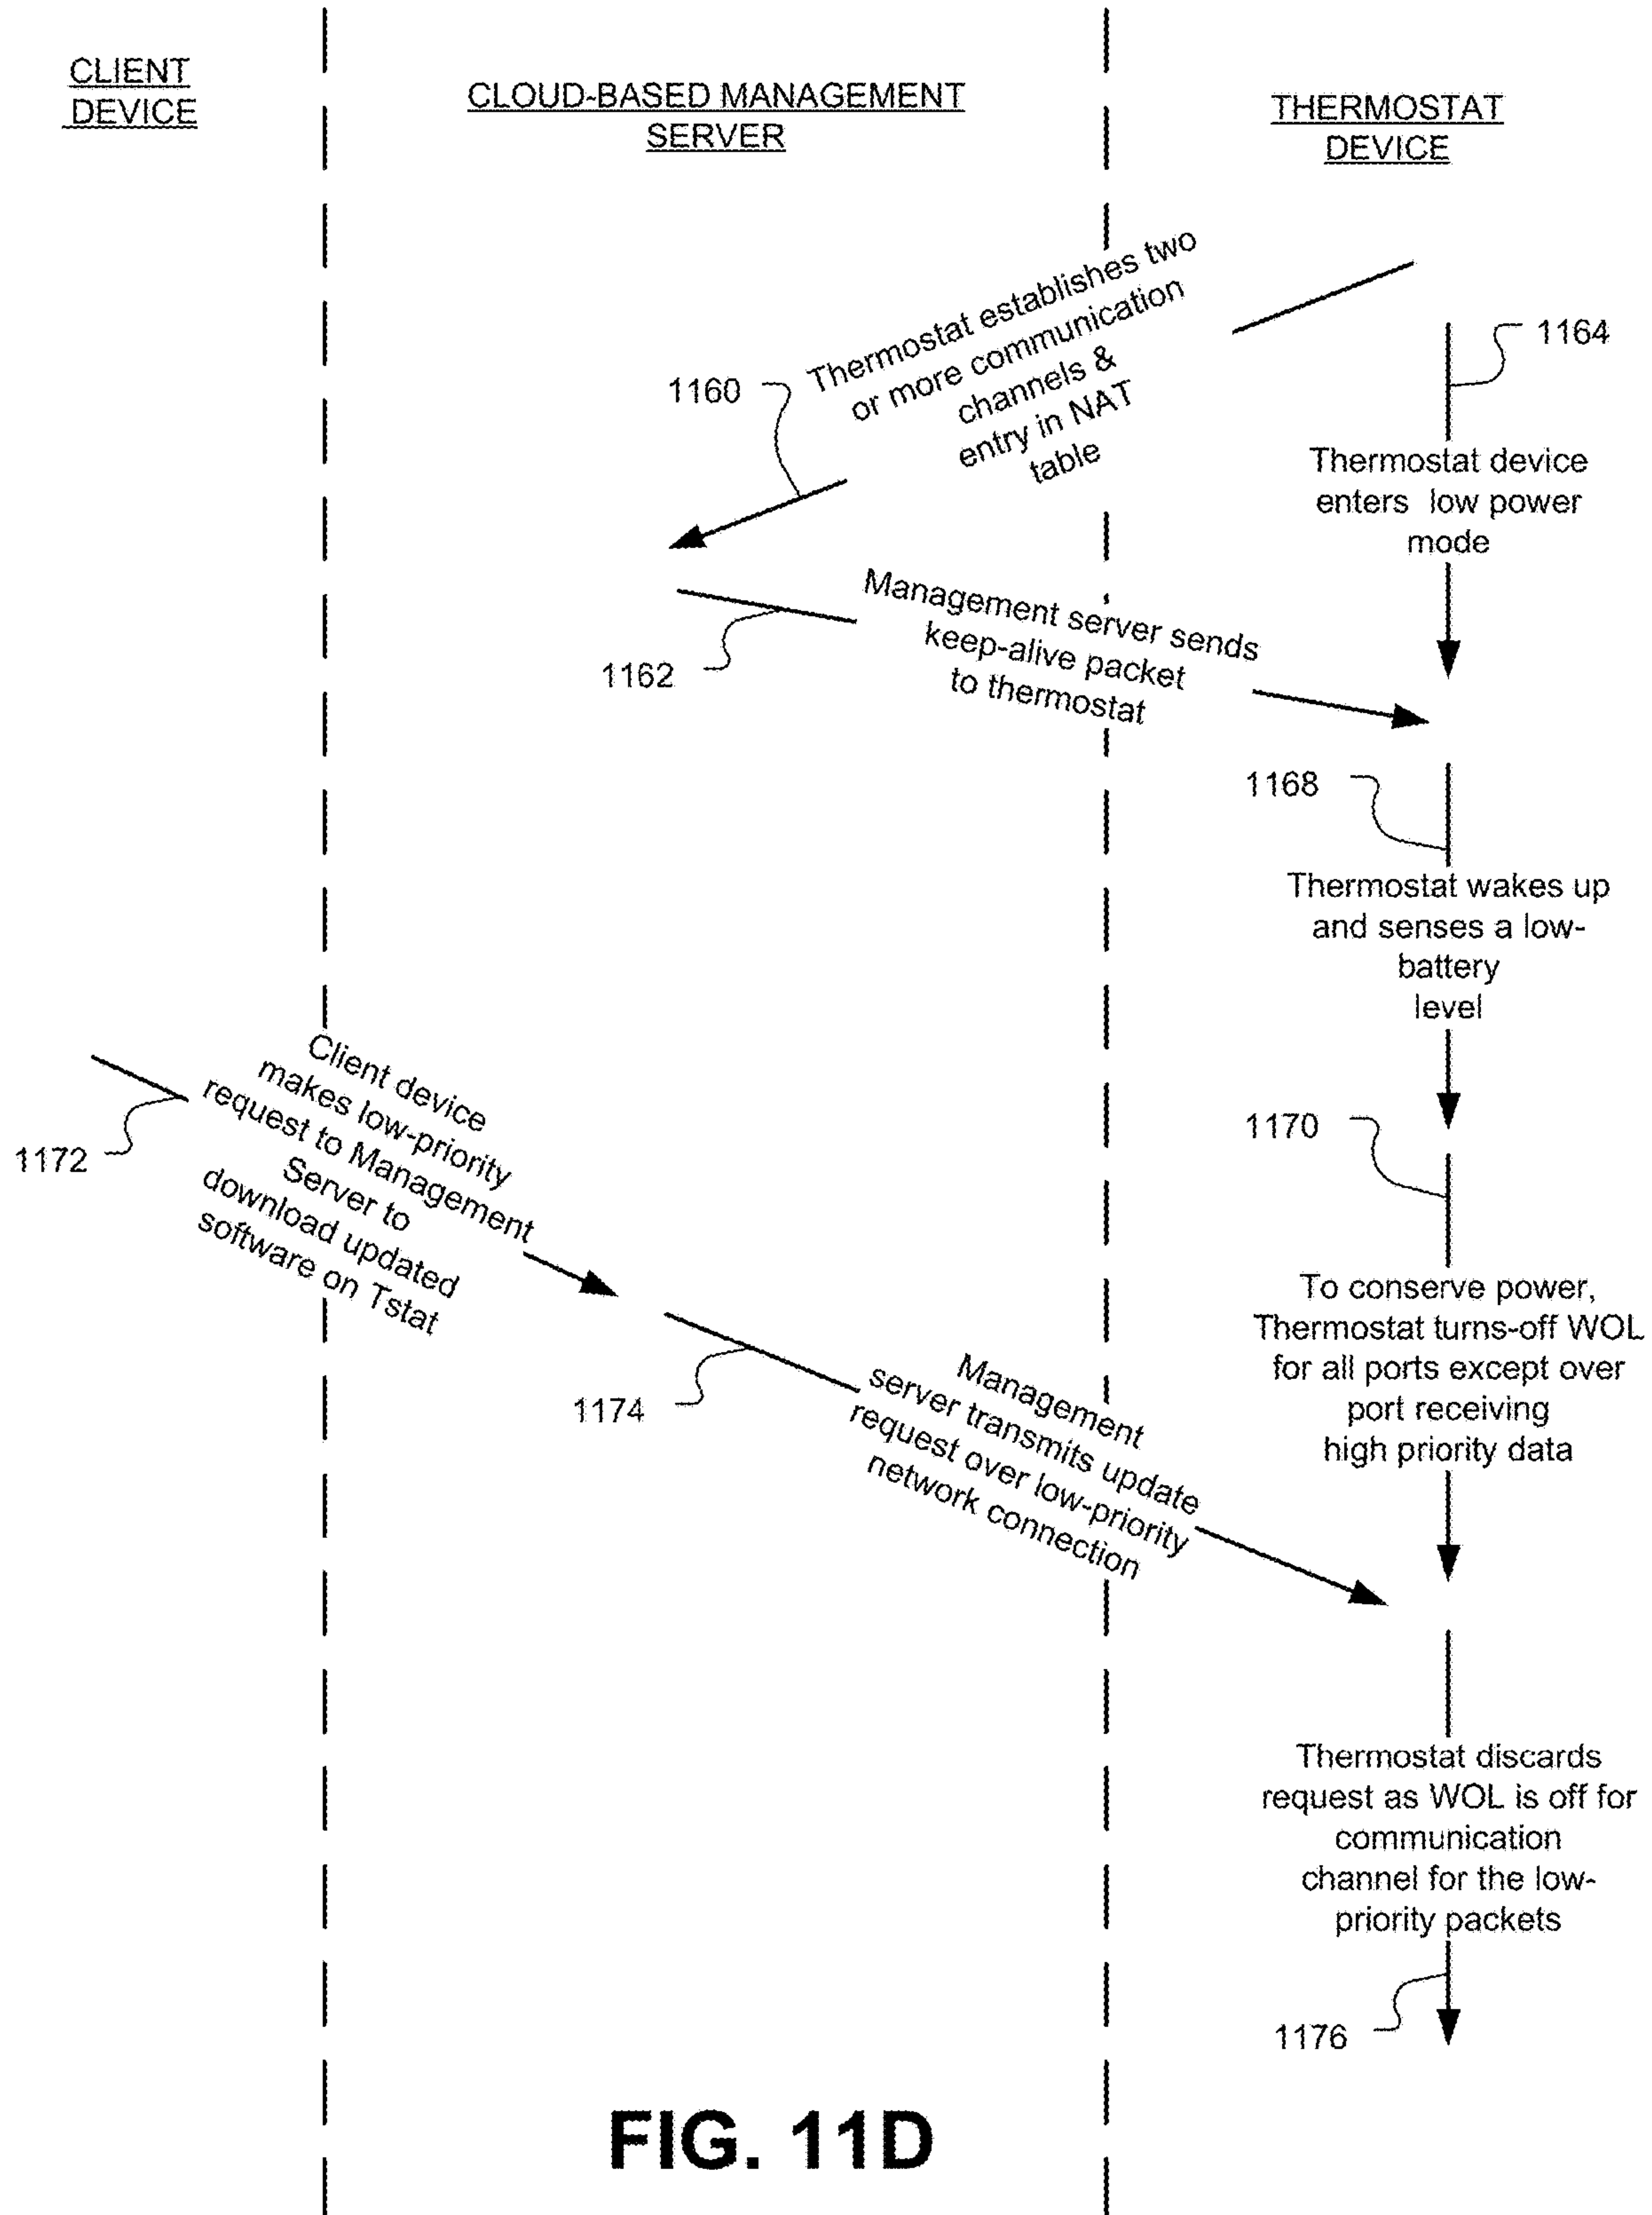 CLIENT
DEVICE
CLOUD-BASED MANAGEMENT
SERVER
THERMOSTAT
DEVICE
Thermostat establishes two
or more communication
channels &
entry in NAT
table
1160
1164
Thermostat device
enters low power
mode
Management server sends
keep-alive packet
to thermostat
1162
1168
Thermostat wakes up
and senses a low-
battery
level
Client device
makes low-priority
request to Management
Server to
download updated
software on Tstat
1172
1170
To conserve power,
Thermostat turns-off WOL
for all ports except over
port receiving
high priority data
Management
server transmits update
request over low-priority
network connection
1174
Thermostat discards
request as WOL is off for
communication
channel for the low-
priority packets
1176
FIG. 11D